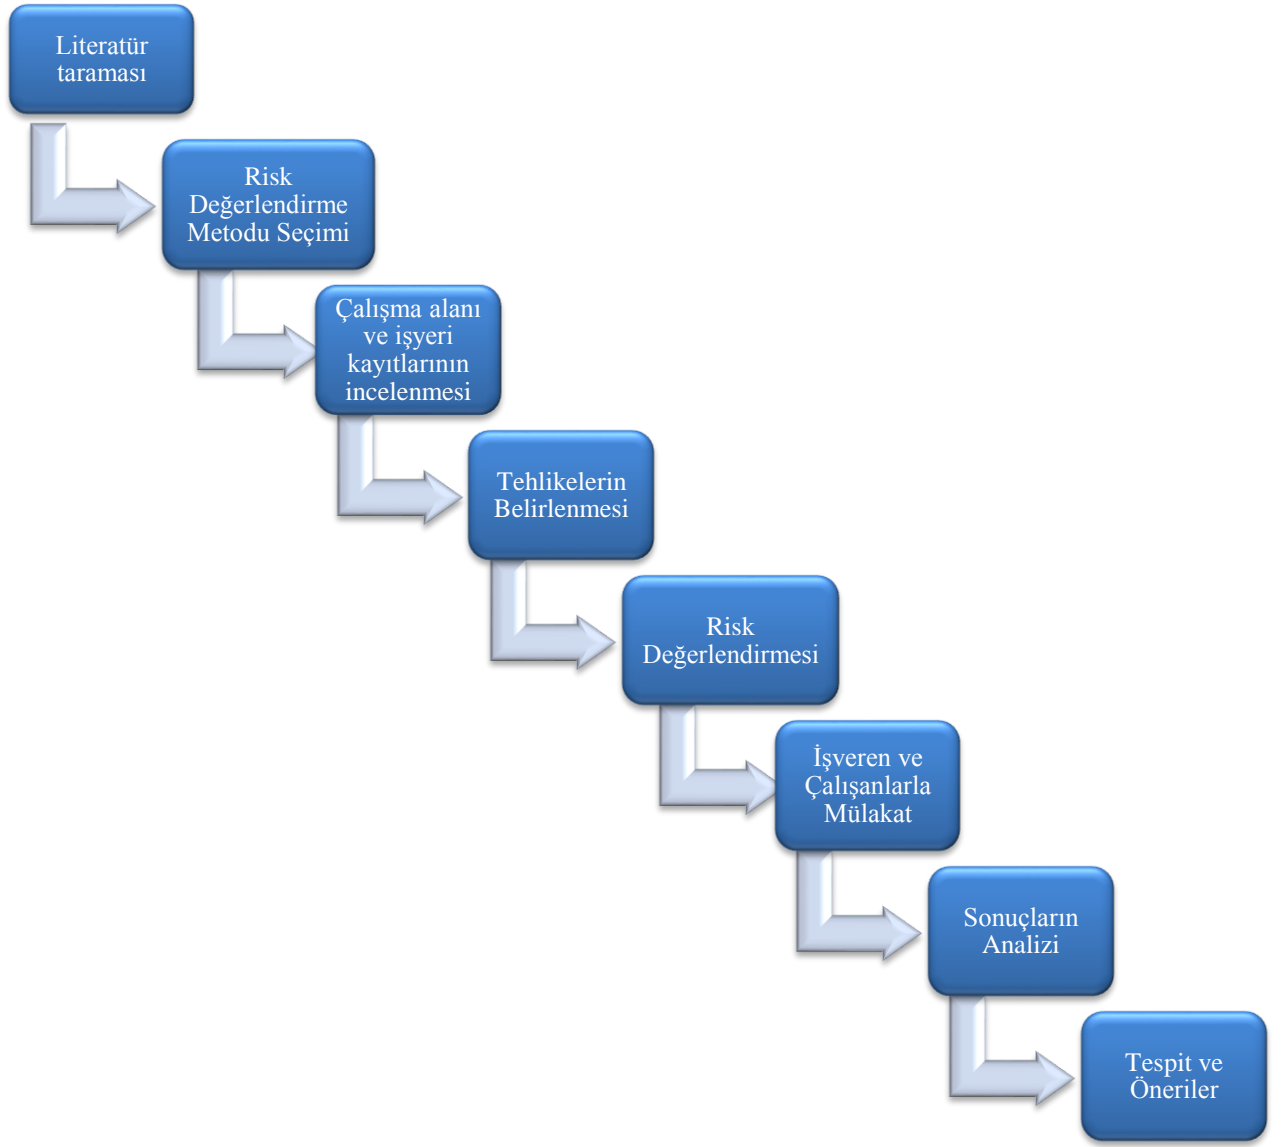 Literatür
taraması
Risk
Değerlendirme
Metodu Seçimi
Çalışma alanı
ve işyeri
kayıtlarının
incelenmesi
Tehlikelerin
Belirlenmesi
Risk
Değerlendirmesi
İşveren ve
Çalışanlarla
Mülakat
Sonuçların
Analizi
Tespit ve
Öneriler